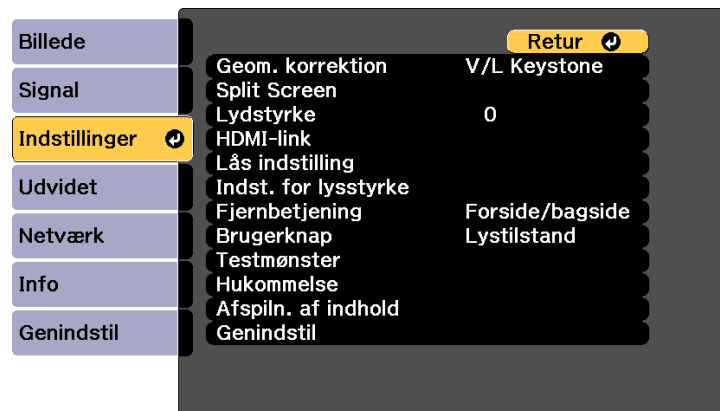 Billede
Signal
Indstillinger
Udvidet
Netværk
Info
Genindstil
Retur
Geom. korrektion V/L Keystone
Split Screen
Lydstyrke 0
HDMI-link
Lås indstilling
Indst. for lysstyrke
Fjernbetjening Forside/bagside
Brugerknap Lystilstand
Testmønster
Hukommelse
Afspiln. af indhold
Genindstil